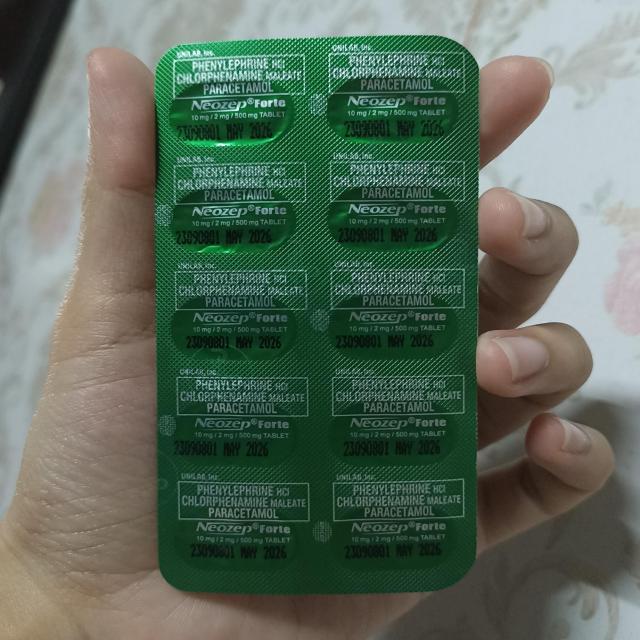 UNILAB, Inc.
PHENYLEPHRINE HCl
CHLORPHENAMINE MALEATE
PARACETAMOL
Neozep® Forte
10 mg / 2 mg / 500 mg TABLET
23090801 MAY 2026
UNILAB, Inc.
PHENYLEPHRINE HCl
CHLORPHENAMINE MALEATE
PARACETAMOL
Neozep® Forte
10 mg / 2 mg / 500 mg TABLET
23090801 MAY 2026
UNILAB, Inc.
PHENYLEPHRINE HCl
CHLORPHENAMINE MALEATE
PARACETAMOL
Neozep® Forte
10 mg / 2 mg / 500 mg TABLET
23090801 MAY 2026
UNILAB, Inc.
PHENYLEPHRINE HCl
CHLORPHENAMINE MALEATE
PARACETAMOL
Neozep® Forte
10 mg / 2 mg / 500 mg TABLET
23090801 MAY 2026
UNILAB, Inc.
PHENYLEPHRINE HCl
CHLORPHENAMINE MALEATE
PARACETAMOL
Neozep® Forte
10 mg / 2 mg / 500 mg TABLET
23090801 MAY 2026
UNILAB, Inc.
PHENYLEPHRINE HCl
CHLORPHENAMINE MALEATE
PARACETAMOL
Neozep® Forte
10 mg / 2 mg / 500 mg TABLET
23090801 MAY 2026
UNILAB, Inc.
PHENYLEPHRINE HCl
CHLORPHENAMINE MALEATE
PARACETAMOL
Neozep® Forte
10 mg / 2 mg / 500 mg TABLET
23090801 MAY 2026
UNILAB, Inc.
PHENYLEPHRINE HCl
CHLORPHENAMINE MALEATE
PARACETAMOL
Neozep® Forte
10 mg / 2 mg / 500 mg TABLET
23090801 MAY 2026
UNILAB, Inc.
PHENYLEPHRINE HCl
CHLORPHENAMINE MALEATE
PARACETAMOL
Neozep® Forte
10 mg / 2 mg / 500 mg TABLET
23090801 MAY 2026
UNILAB, Inc.
PHENYLEPHRINE HCl
CHLORPHENAMINE MALEATE
PARACETAMOL
Neozep® Forte
10 mg / 2 mg / 500 mg TABLET
23090801 MAY 2026